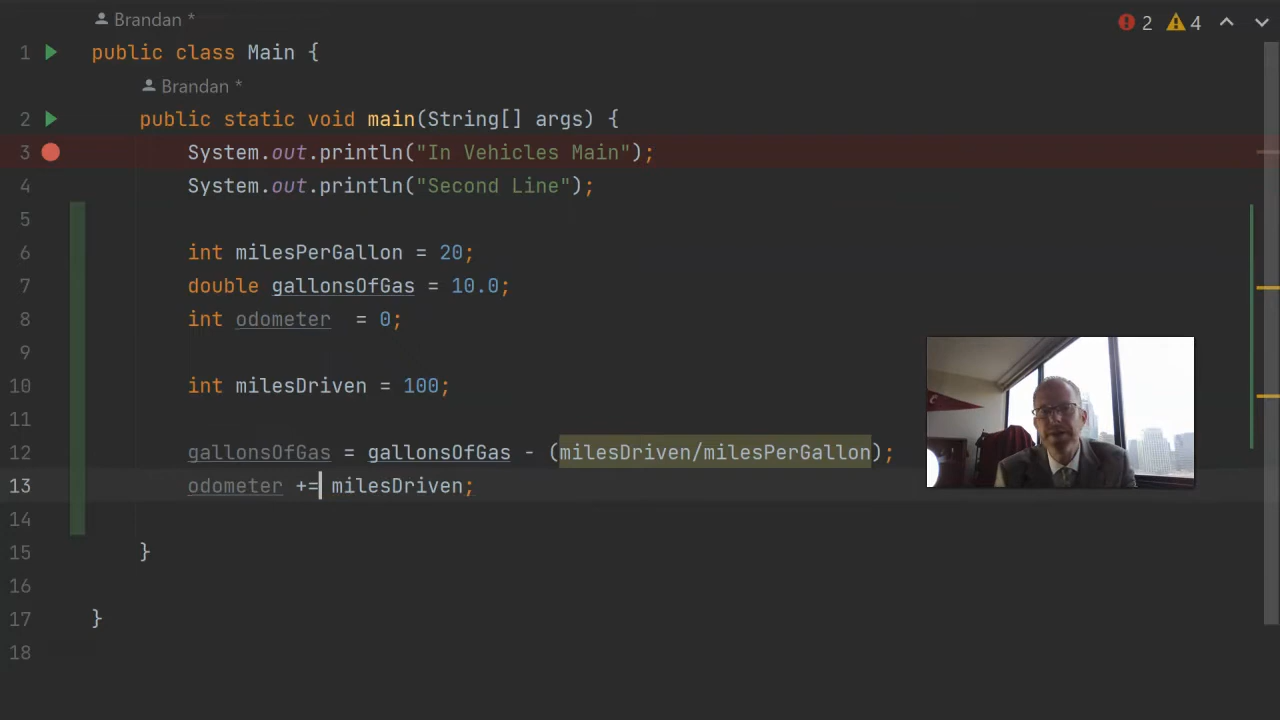 Brandan *
2 4
1 public class Main {
Brandan *
2 public static void main(String[] args) {
3 System.out.println("In Vehicles Main");
4 System.out.println("Second Line");
5
6 int milesPerGallon = 20;
7 double gallonsOfGas = 10.0;
8 int odometer  = 0;
9
10 int milesDriven = 100;
11
12 gallonsOfGas = gallonsOfGas - (milesDriven/milesPerGallon);
13 odometer += milesDriven;
14
15 }
16
17 }
18